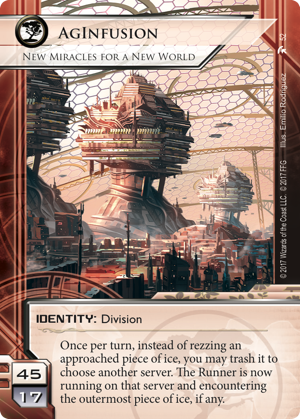 AgInfusion
New Miracles for a New World
52
Illus. Emilio Rodríguez
© 2017 Wizards of the Coast LLC. © 2017 FFG
IDENTITY: Division
Once per turn, instead of rezzing an
approached piece of ice, you may trash it to
choose another server. The Runner is now
running on that server and encountering
the outermost piece of ice, if any.
45
17